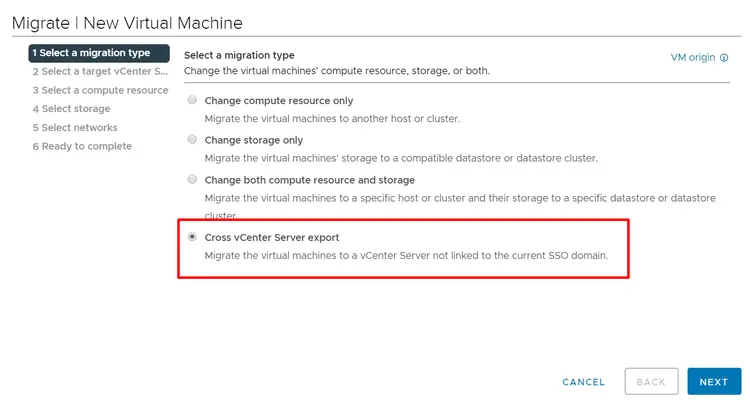 Migrate | New Virtual Machine
1 Select a migration type
2 Select a target vCenter S...
3 Select a compute resource
4 Select storage
5 Select networks
6 Ready to complete
Select a migration type
Change the virtual machines' compute resource, storage, or both.
VM origin
Change compute resource only
Migrate the virtual machines to another host or cluster.
Change storage only
Migrate the virtual machines' storage to a compatible datastore or datastore cluster.
Change both compute resource and storage
Migrate the virtual machines to a specific host or cluster and their storage to a specific datastore or datastore
cluster.
Cross vCenter Server export
Migrate the virtual machines to a vCenter Server not linked to the current SSO domain.
CANCEL
BACK
NEXT